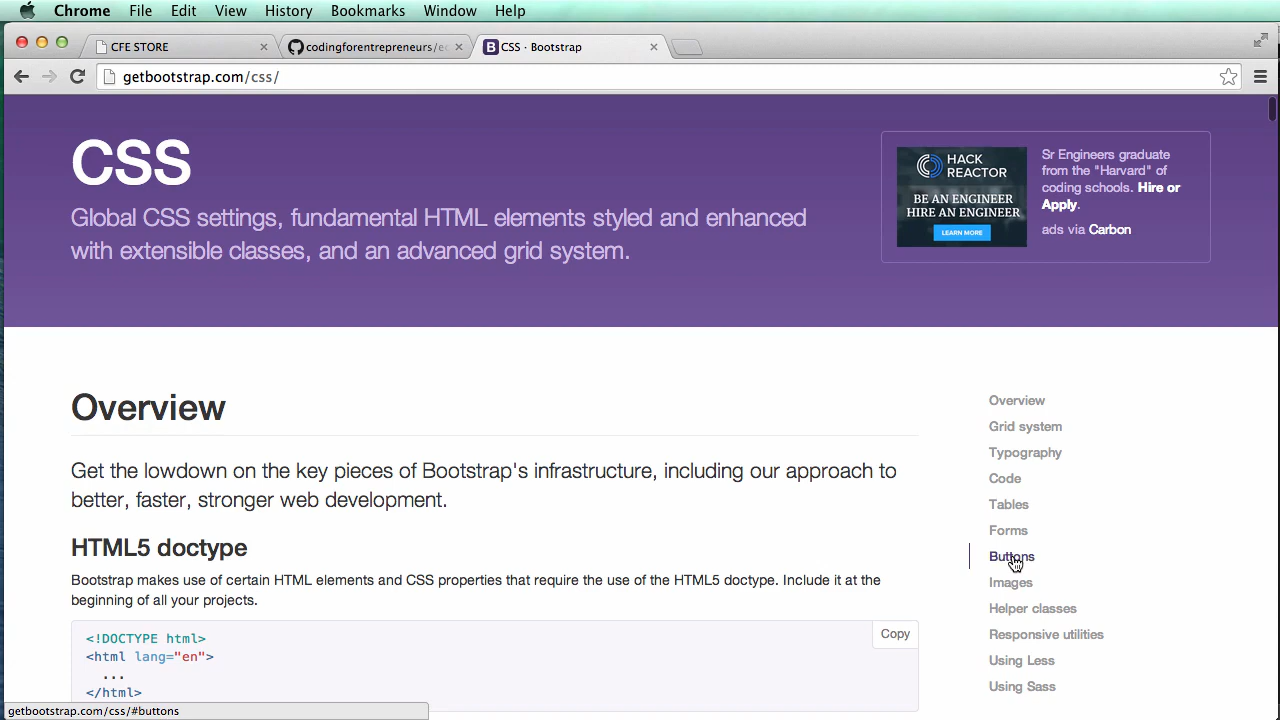 Chrome File Edit View History Bookmarks Window Help
CFE STORE
codingforentrepreneurs/e
CSS · Bootstrap
getbootstrap.com/css/
CSS
Global CSS settings, fundamental HTML elements styled and enhanced
with extensible classes, and an advanced grid system.
HACK
REACTOR
BE AN ENGINEER
HIRE AN ENGINEER
LEARN MORE
Sr Engineers graduate
from the "Harvard" of
coding schools. Hire or
Apply.
ads via Carbon
Overview
Get the lowdown on the key pieces of Bootstrap's infrastructure, including our approach to
better, faster, stronger web development.
HTML5 doctype
Bootstrap makes use of certain HTML elements and CSS properties that require the use of the HTML5 doctype. Include it at the
beginning of all your projects.
Copy
<!DOCTYPE html>
<html lang="en">
...
</html>
Overview
Grid system
Typography
Code
Tables
Forms
Buttons
Images
Helper classes
Responsive utilities
Using Less
Using Sass
getbootstrap.com/css/#buttons